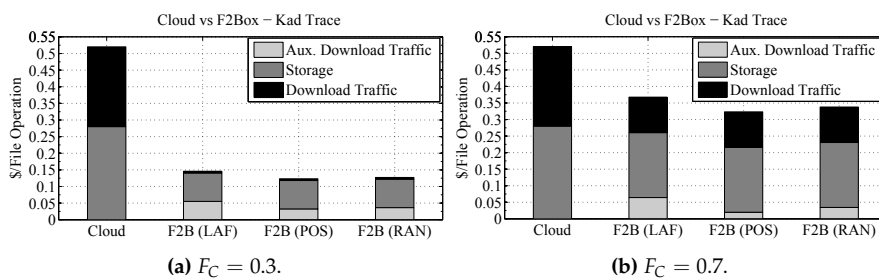 Cloud vs F2Box − Kad Trace
0.55
0.5
0.45
0.4
0.35
0.3
0.25
0.2
0.15
0.1
0.05
0
$/File Operation
Aux. Download Traffic
Storage
Download Traffic
Cloud F2B (LAF) F2B (POS) F2B (RAN)
(a) F_C = 0.3.
Cloud vs F2Box − Kad Trace
0.55
0.5
0.45
0.4
0.35
0.3
0.25
0.2
0.15
0.1
0.05
0
$/File Operation
Aux. Download Traffic
Storage
Download Traffic
Cloud F2B (LAF) F2B (POS) F2B (RAN)
(b) F_C = 0.7.